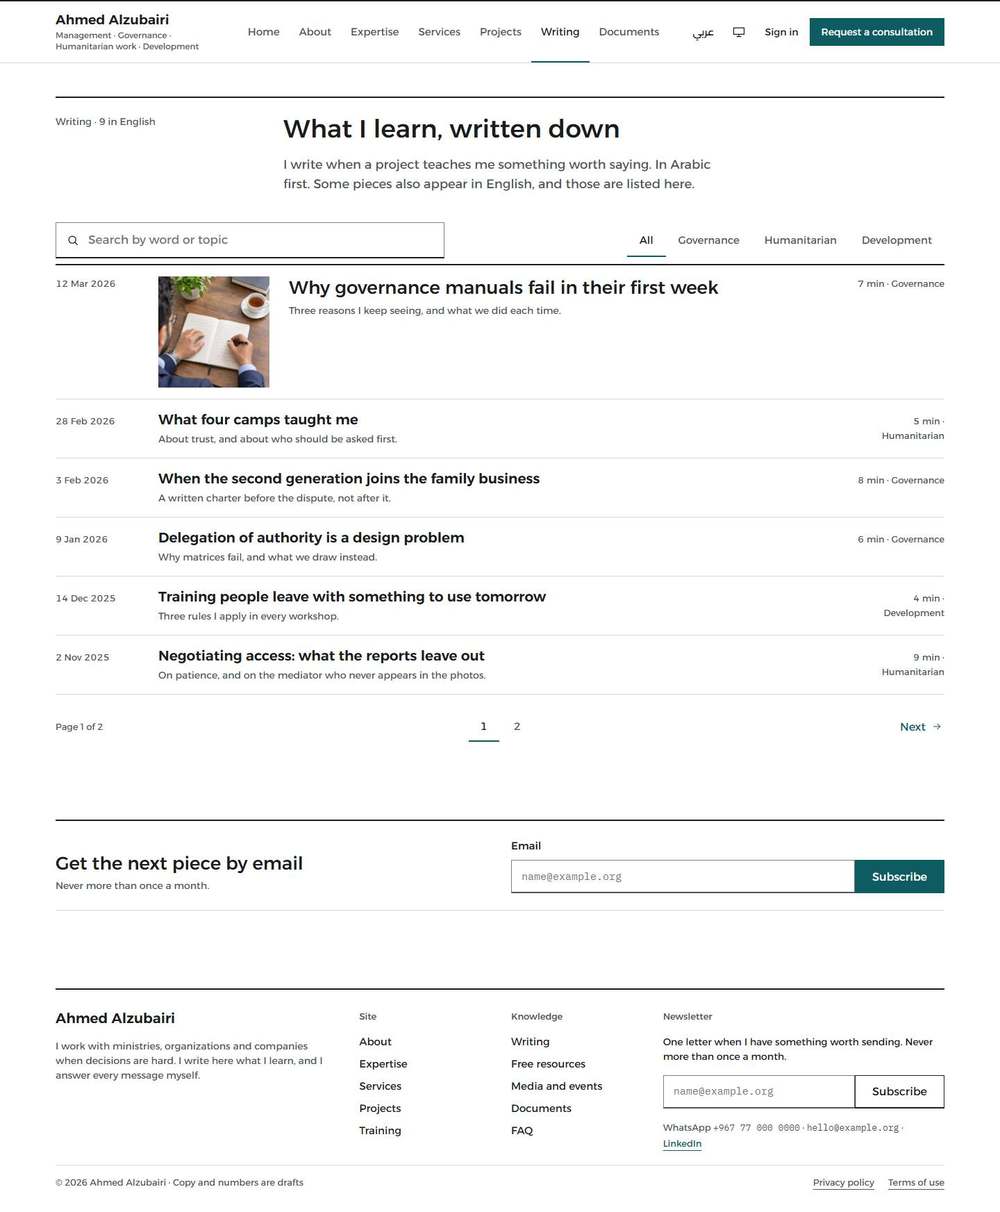 Ahmed Alzubairi
Management · Governance ·
Humanitarian work · Development
Home About Expertise Services Projects Writing Documents عربي Sign in Request a consultation
Writing · 9 in English
What I learn, written down
I write when a project teaches me something worth saying. In Arabic
first. Some pieces also appear in English, and those are listed here.
Search by word or topic
All Governance Humanitarian Development
12 Mar 2026
Why governance manuals fail in their first week
7 min · Governance
Three reasons I keep seeing, and what we did each time.
28 Feb 2026
What four camps taught me
5 min ·
Humanitarian
About trust, and about who should be asked first.
3 Feb 2026
When the second generation joins the family business
8 min · Governance
A written charter before the dispute, not after it.
9 Jan 2026
Delegation of authority is a design problem
6 min · Governance
Why matrices fail, and what we draw instead.
14 Dec 2025
Training people leave with something to use tomorrow
4 min ·
Development
Three rules I apply in every workshop.
2 Nov 2025
Negotiating access: what the reports leave out
9 min ·
Humanitarian
On patience, and on the mediator who never appears in the photos.
Page 1 of 2
1 2
Next →
Get the next piece by email
Never more than once a month.
Email
name@example.org
Subscribe
Ahmed Alzubairi
I work with ministries, organizations and companies
when decisions are hard. I write here what I learn, and I
answer every message myself.
Site
About
Expertise
Services
Projects
Training
Knowledge
Writing
Free resources
Media and events
Documents
FAQ
Newsletter
One letter when I have something worth sending. Never
more than once a month.
name@example.org
Subscribe
WhatsApp +967 77 000 0000 · hello@example.org ·
LinkedIn
© 2026 Ahmed Alzubairi · Copy and numbers are drafts
Privacy policy Terms of use